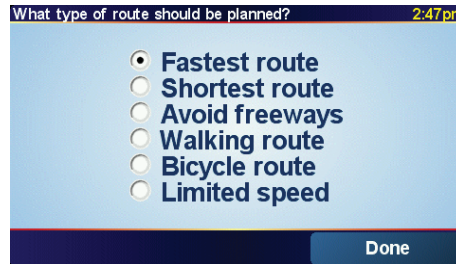 What type of route should be planned? 2:47pm
Fastest route
Shortest route
Avoid freeways
Walking route
Bicycle route
Limited speed
Done